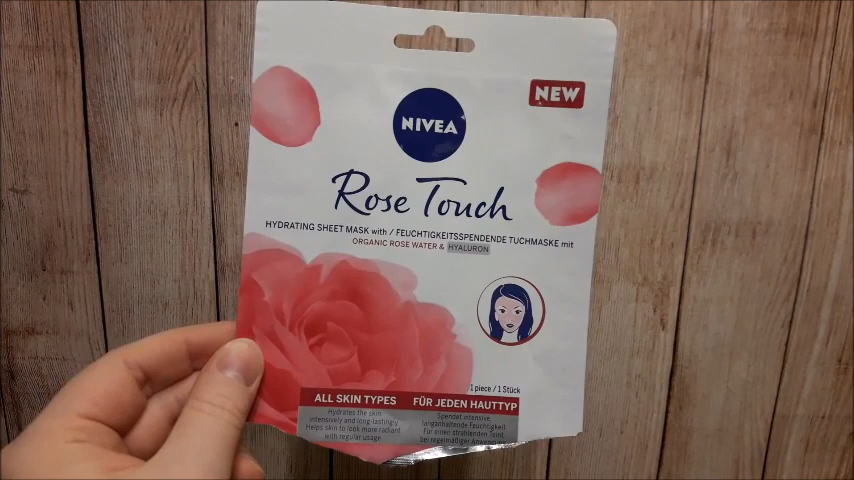 NEW
NIVEA
Rose Touch
HYDRATING SHEET MASK with / FEUCHTIGKEITSSPENDENDE TUCHMASKE mit
ORGANIC ROSE WATER & HYALURON
1 piece / 1 Stück
ALL SKIN TYPES
Hydrates the skin
intensively and long-lastingly
Helps skin to look more radiant
with regular usage
FÜR JEDEN HAUTTYP
Spendet intensive,
langanhaltende Feuchtigkeit
Für einen strahlenden Teint
bei regelmäßiger